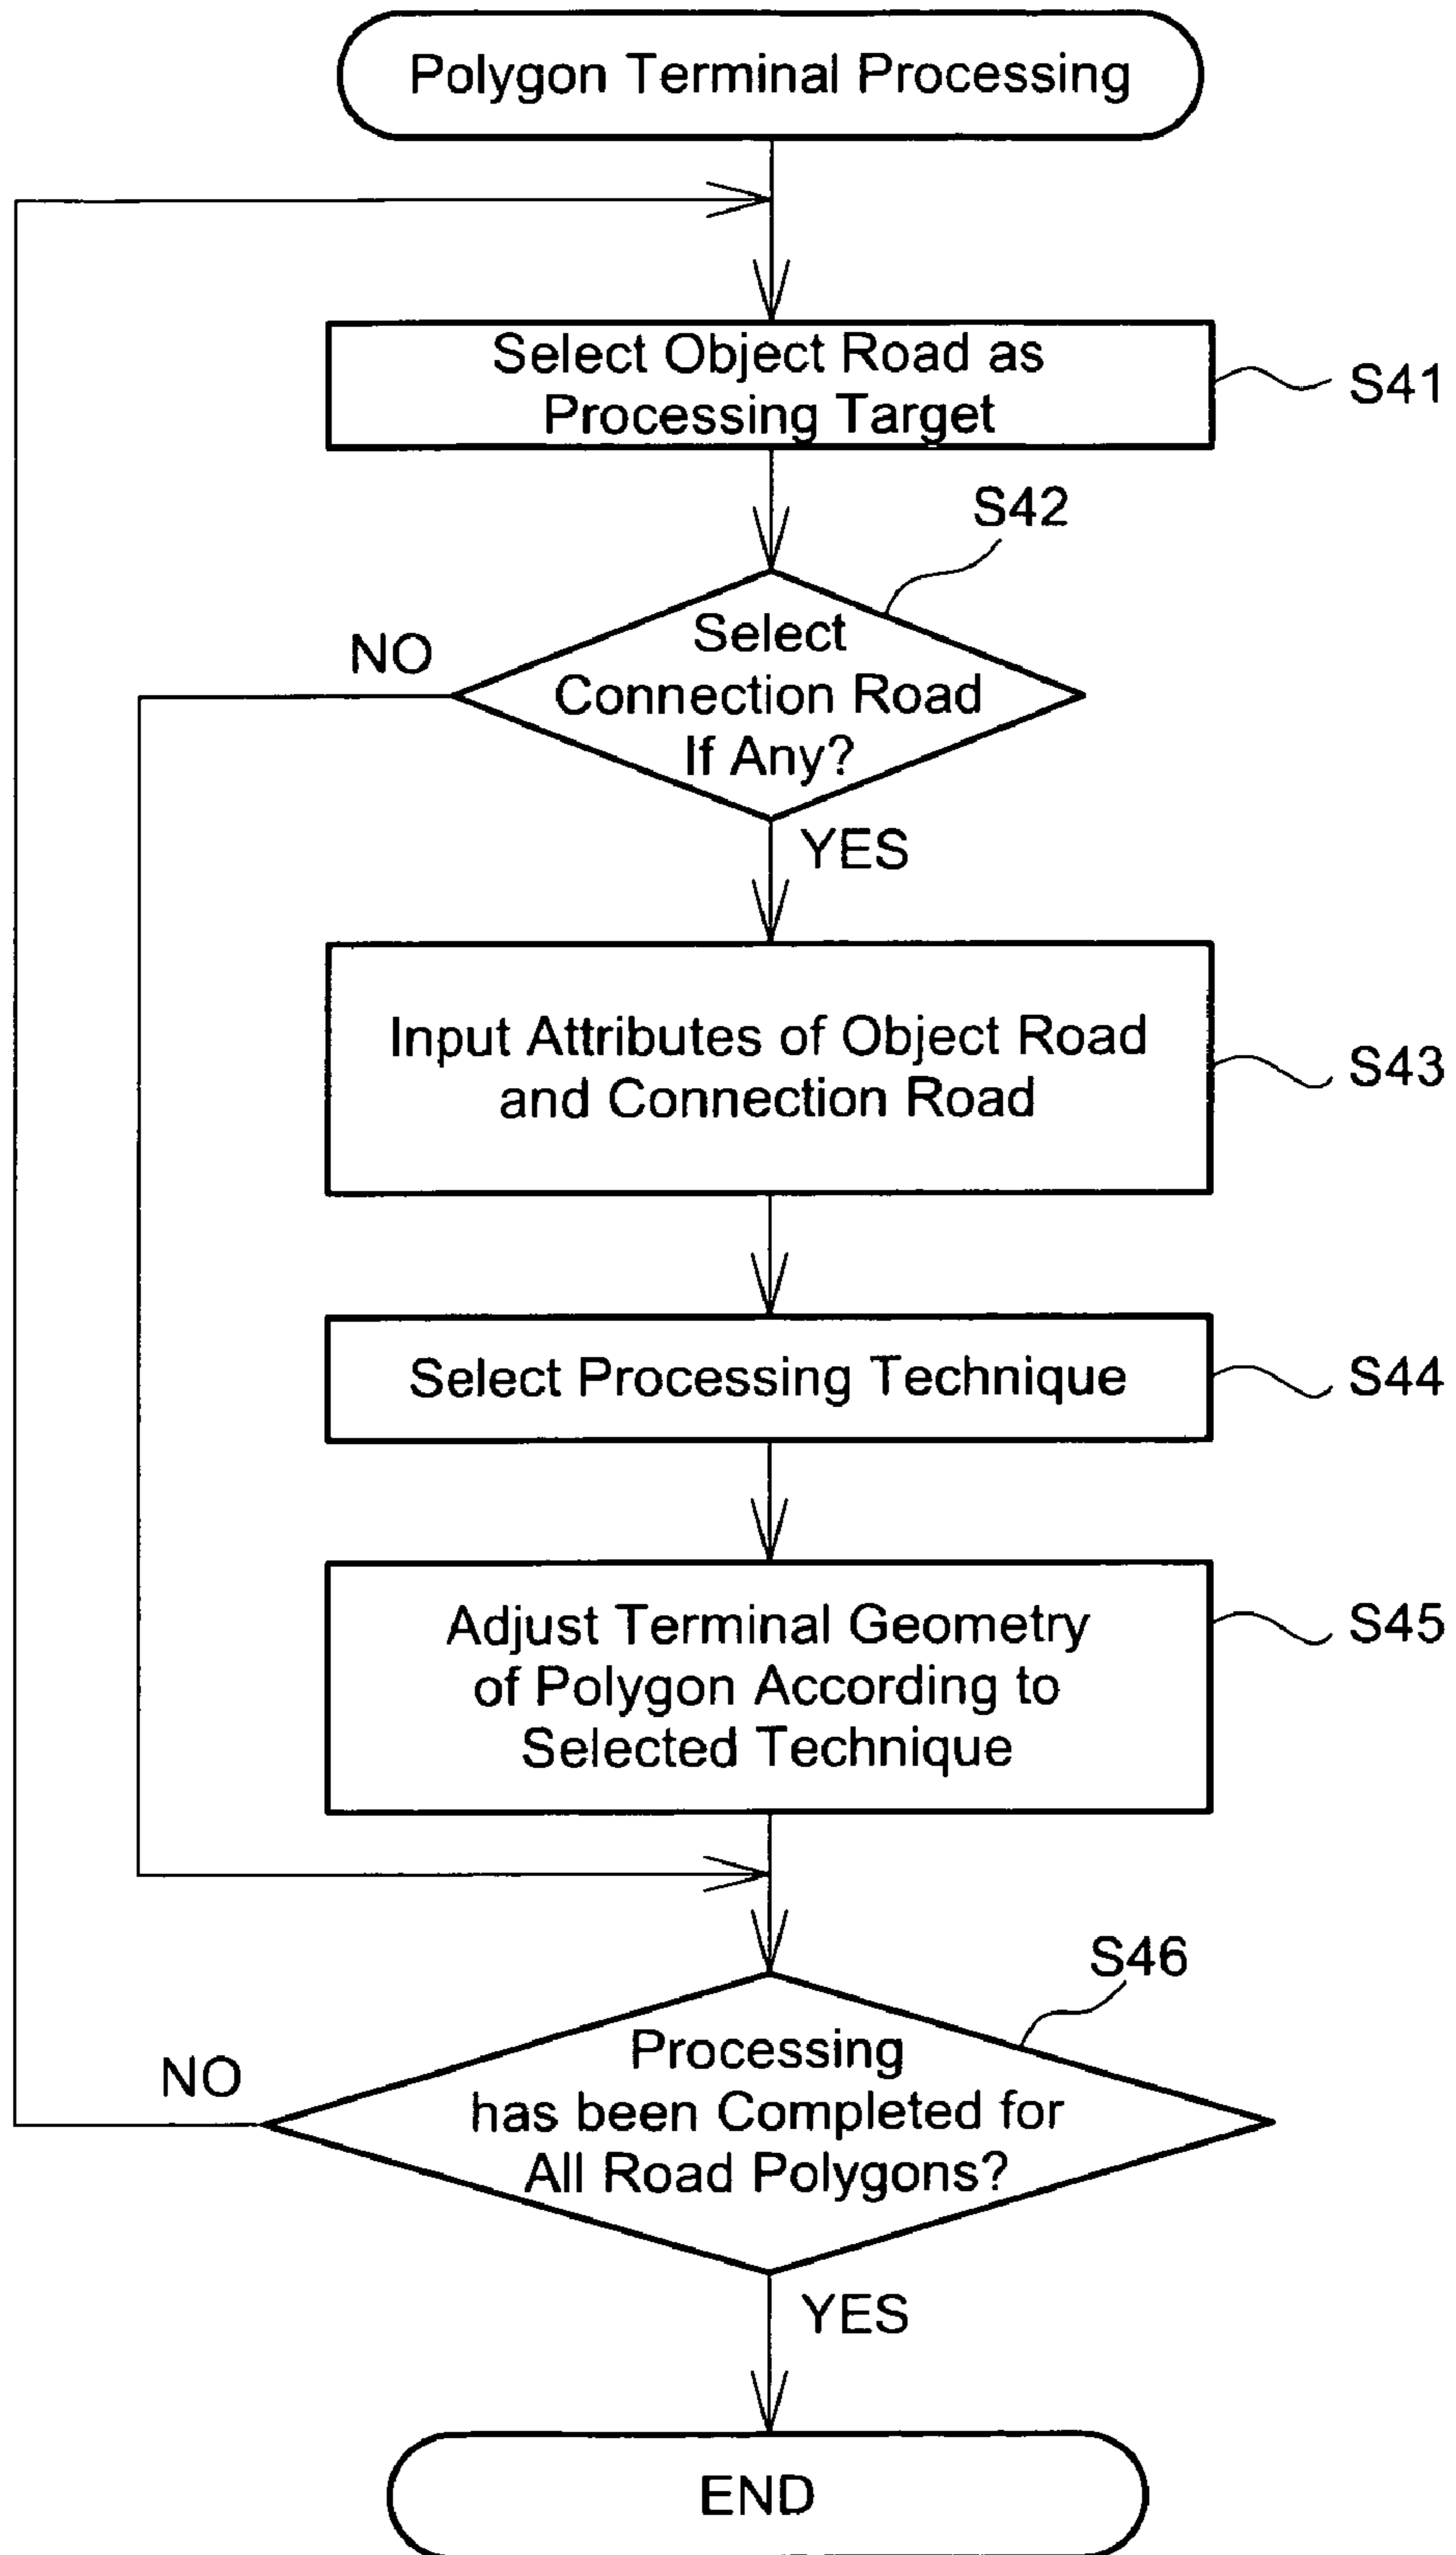 Polygon Terminal Processing
Select Object Road as
Processing Target
S41
S42
Select
Connection Road
If Any?
NO
YES
Input Attributes of Object Road
and Connection Road
S43
Select Processing Technique
S44
Adjust Terminal Geometry
of Polygon According to
Selected Technique
S45
S46
Processing
has been Completed for
All Road Polygons?
NO
YES
END